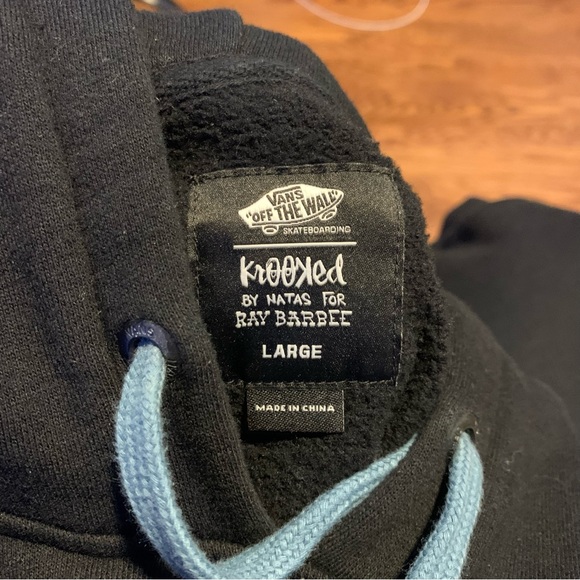 VANS
"OFF THE WALL"
SKATEBOARDING
Krooked
BY NATAS FOR
RAY BARBEE
LARGE
MADE IN CHINA